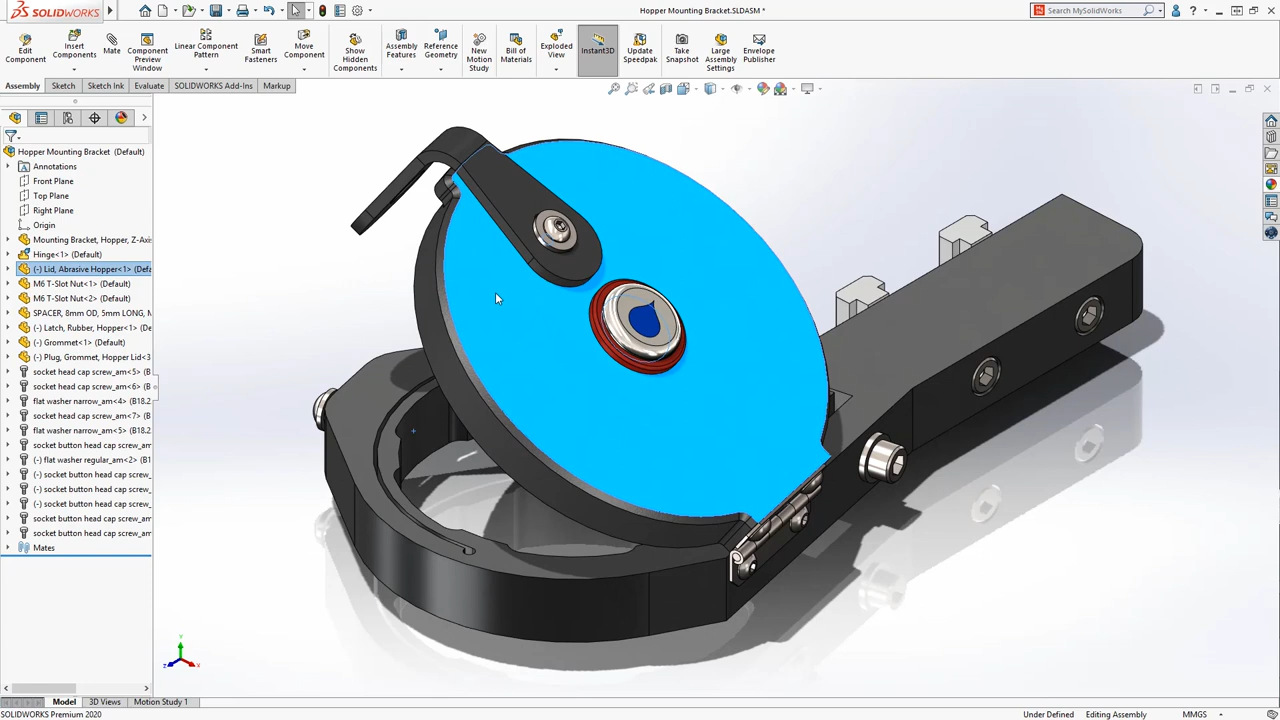 SOLIDWORKS
Hopper Mounting Bracket.SLDASM *
Search MySolidWorks
Edit Component
Insert Components
Mate
Component Preview Window
Linear Component Pattern
Smart Fasteners
Move Component
Show Hidden Components
Assembly Features
Reference Geometry
New Motion Study
Bill of Materials
Exploded View
Instant3D
Update Speedpak
Take Snapshot
Large Assembly Settings
Envelope Publisher
Assembly
Sketch
Sketch Ink
Evaluate
SOLIDWORKS Add-Ins
Markup
Hopper Mounting Bracket (Default)
Annotations
Front Plane
Top Plane
Right Plane
Origin
Mounting Bracket, Hopper, Z-Axis
Hinge<1> (Default)
(-) Lid, Abrasive Hopper<1> (Defa
M6 T-Slot Nut<1> (Default)
M6 T-Slot Nut<2> (Default)
SPACER, 8mm OD, 5mm LONG, M
(-) Latch, Rubber, Hopper<1> (De
(-) Grommet<1> (Default)
(-) Plug, Grommet, Hopper Lid<3
socket head cap screw_am<5> (B
socket head cap screw_am<6> (B
flat washer narrow_am<4> (B18.2
socket head cap screw_am<7> (B
flat washer narrow_am<5> (B18.2
socket button head cap screw_am
(-) flat washer regular_am<2> (B1
(-) socket button head cap screw_
(-) socket button head cap screw_
(-) socket button head cap screw_
socket button head cap screw_am
socket button head cap screw_am
Mates
Y
Z
X
Model
3D Views
Motion Study 1
SOLIDWORKS Premium 2020
Under Defined
Editing Assembly
MMGS